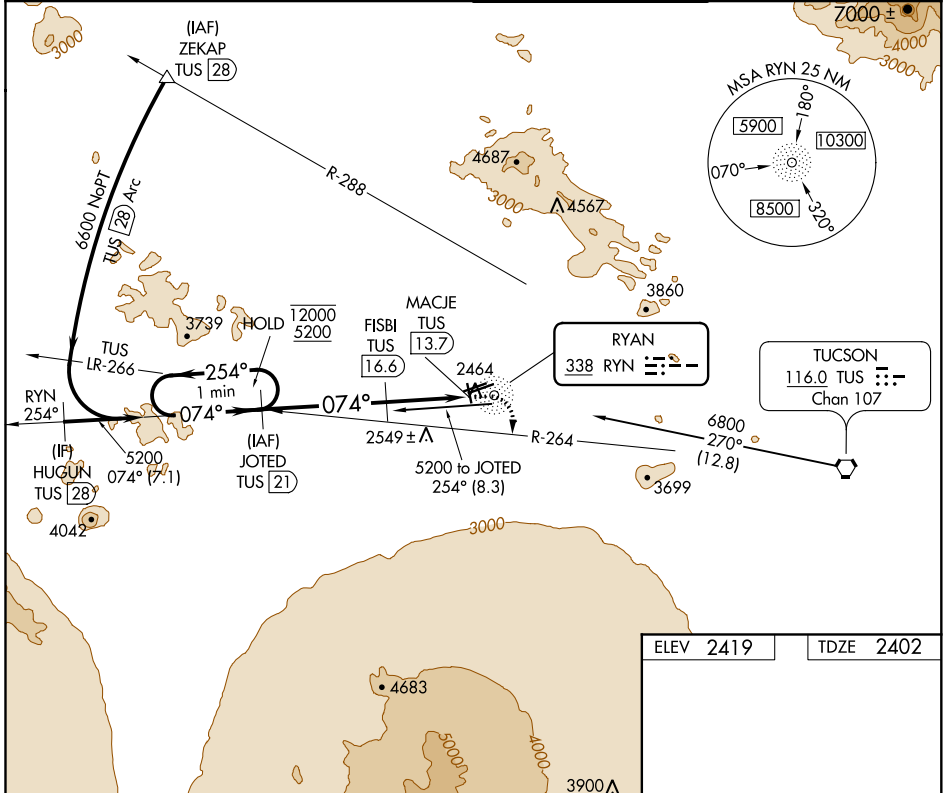 3000
(IAF)
ZEKAP
TUS 28
7000 ±
4000
3000
MSA RYN 25 NM
180°
5900
10300
070°
8500
320°
R-288
4687
3000
4567
6600 NoPT
TUS 28 Arc
3739
HOLD
12000
5200
FISBI
TUS
16.6
MACJE
TUS
13.7
3860
RYAN
338 RYN
TUCSON
116.0 TUS
Chan 107
TUS
LR-266
254°
1 min
074°
074°
2464
RYN
254°
(IF)
HUGUN
TUS 28
5200
074° (7.1)
(IAF)
JOTED
TUS 21
2549 ±
R-264
5200 to JOTED
254° (8.3)
6800
270°
(12.8)
3699
4042
3000
4683
5000
4000
3900
ELEV 2419
TDZE 2402